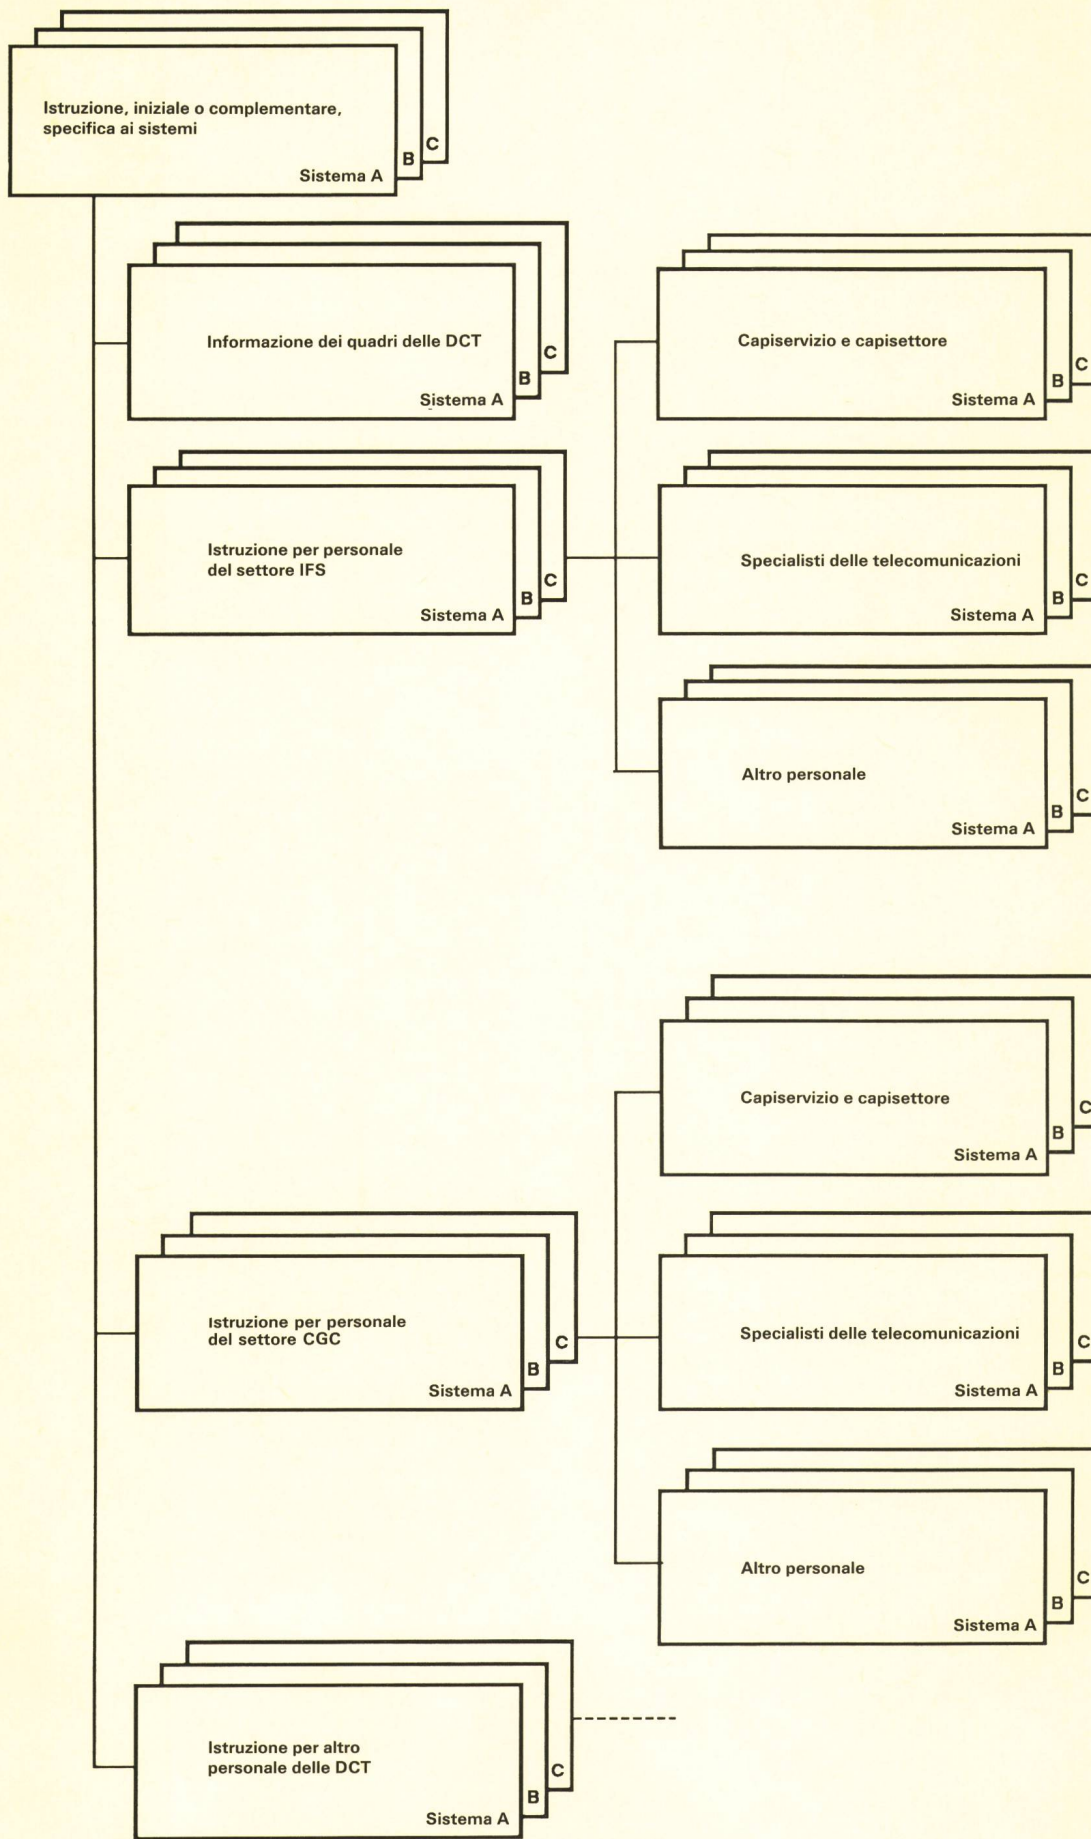 Istruzione, iniziale o complementare,
specifica ai sistemi
Sistema A
B
C
Informazione dei quadri delle DCT
Sistema A
B
C
Capiservizio e capisettore
Sistema A
B
C
Istruzione per personale
del settore IFS
Sistema A
B
C
Specialisti delle telecomunicazioni
Sistema A
B
C
Altro personale
Sistema A
B
C
Capiservizio e capisettore
Sistema A
B
C
Istruzione per personale
del settore CGC
Sistema A
B
C
Specialisti delle telecomunicazioni
Sistema A
B
C
Altro personale
Sistema A
B
C
Istruzione per altro
personale delle DCT
Sistema A
B
C